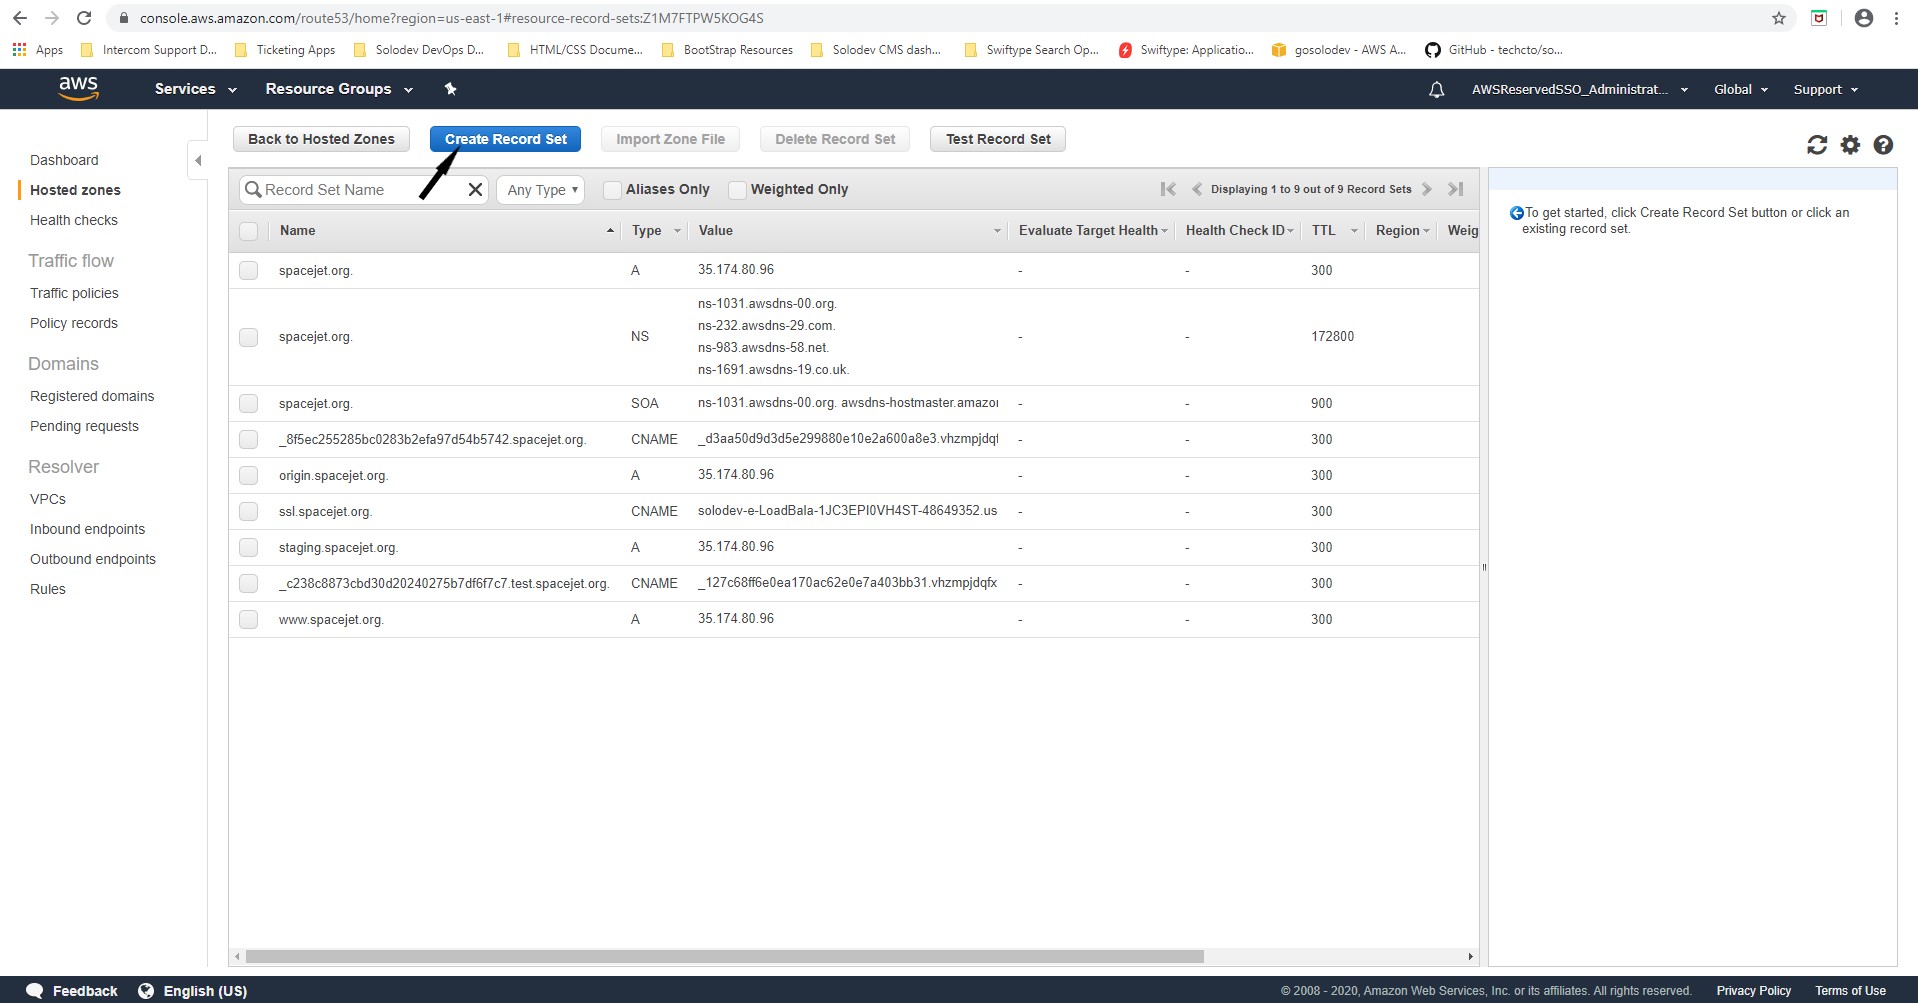 console.aws.amazon.com/route53/home?region=us-east-1#resource-record-sets:Z1M7FTPW5KOG4S
Apps Intercom Support D... Ticketing Apps Solodev DevOps D... HTML/CSS Docume... BootStrap Resources Solodev CMS dash... Swiftype Search Op... Swiftype: Applicatio... gosolodev - AWS A... GitHub - techcto/so...
aws Services Resource Groups AWSReservedSSO_Administrat... Global Support
Back to Hosted Zones Create Record Set Import Zone File Delete Record Set Test Record Set
Dashboard
Hosted zones
Health checks
Traffic flow
Traffic policies
Policy records
Domains
Registered domains
Pending requests
Resolver
VPCs
Inbound endpoints
Outbound endpoints
Rules
Record Set Name Any Type Aliases Only Weighted Only Displaying 1 to 9 out of 9 Record Sets
Name Type Value Evaluate Target Health Health Check ID TTL Region Weig
spacejet.org. A 35.174.80.96 - - 300
ns-1031.awsdns-00.org.
ns-232.awsdns-29.com.
spacejet.org. NS - - 172800
ns-983.awsdns-58.net.
ns-1691.awsdns-19.co.uk.
spacejet.org. SOA ns-1031.awsdns-00.org. awsdns-hostmaster.amazon - - 900
_8f5ec255285bc0283b2efa97d54b5742.spacejet.org. CNAME _d3aa50d9d3d5e299880e10e2a600a8e3.vhzmpjdqf - - 300
origin.spacejet.org. A 35.174.80.96 - - 300
ssl.spacejet.org. CNAME solodev-e-LoadBala-1JC3EPI0VH4ST-48649352.us - - 300
staging.spacejet.org. A 35.174.80.96 - - 300
_c238c8873cbd30d20240275b7df6f7c7.test.spacejet.org. CNAME _127c68ff6e0ea170ac62e0e7a403bb31.vhzmpjdqfx - - 300
www.spacejet.org. A 35.174.80.96 - - 300
To get started, click Create Record Set button or click an
existing record set.
Feedback English (US) © 2008 - 2020, Amazon Web Services, Inc. or its affiliates. All rights reserved. Privacy Policy Terms of Use